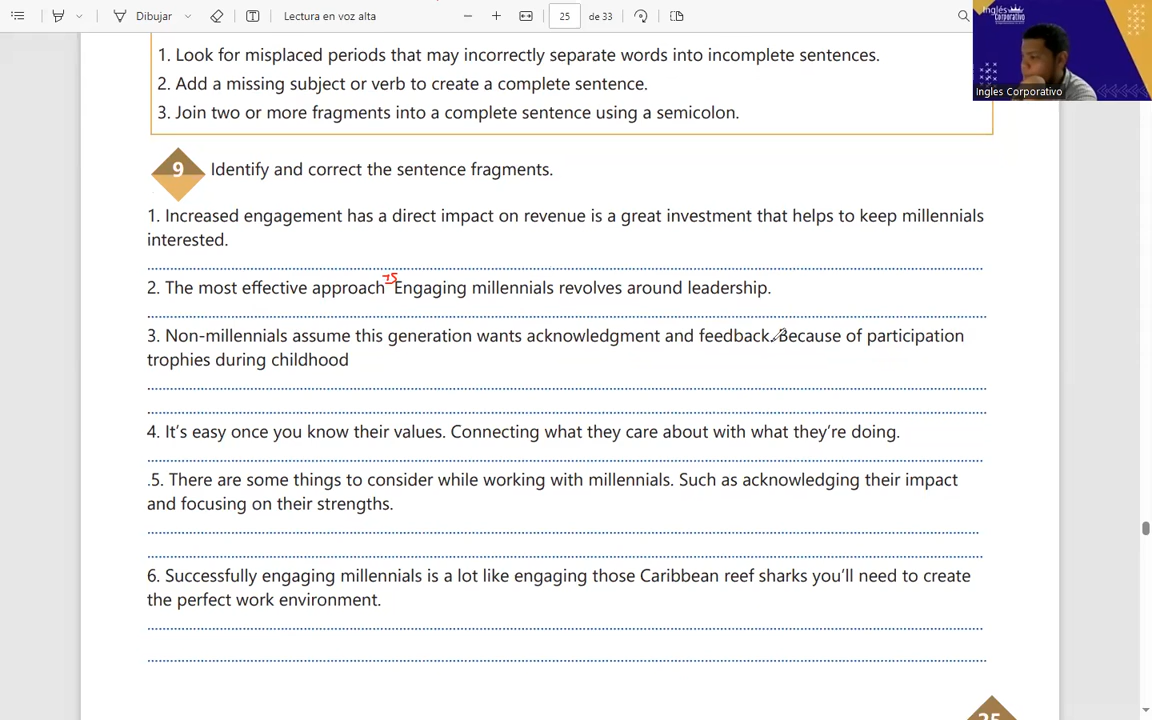 Dibujar
Lectura en voz alta
25
de 33
Inglés
Corporativo
Ingles Corporativo
1. Look for misplaced periods that may incorrectly separate words into incomplete sentences.
2. Add a missing subject or verb to create a complete sentence.
3. Join two or more fragments into a complete sentence using a semicolon.
9 Identify and correct the sentence fragments.
1. Increased engagement has a direct impact on revenue is a great investment that helps to keep millennials
interested.
is
2. The most effective approach Engaging millennials revolves around leadership.
3. Non-millennials assume this generation wants acknowledgment and feedback. Because of participation
trophies during childhood
4. It’s easy once you know their values. Connecting what they care about with what they’re doing.
.5. There are some things to consider while working with millennials. Such as acknowledging their impact
and focusing on their strengths.
6. Successfully engaging millennials is a lot like engaging those Caribbean reef sharks you’ll need to create
the perfect work environment.
25